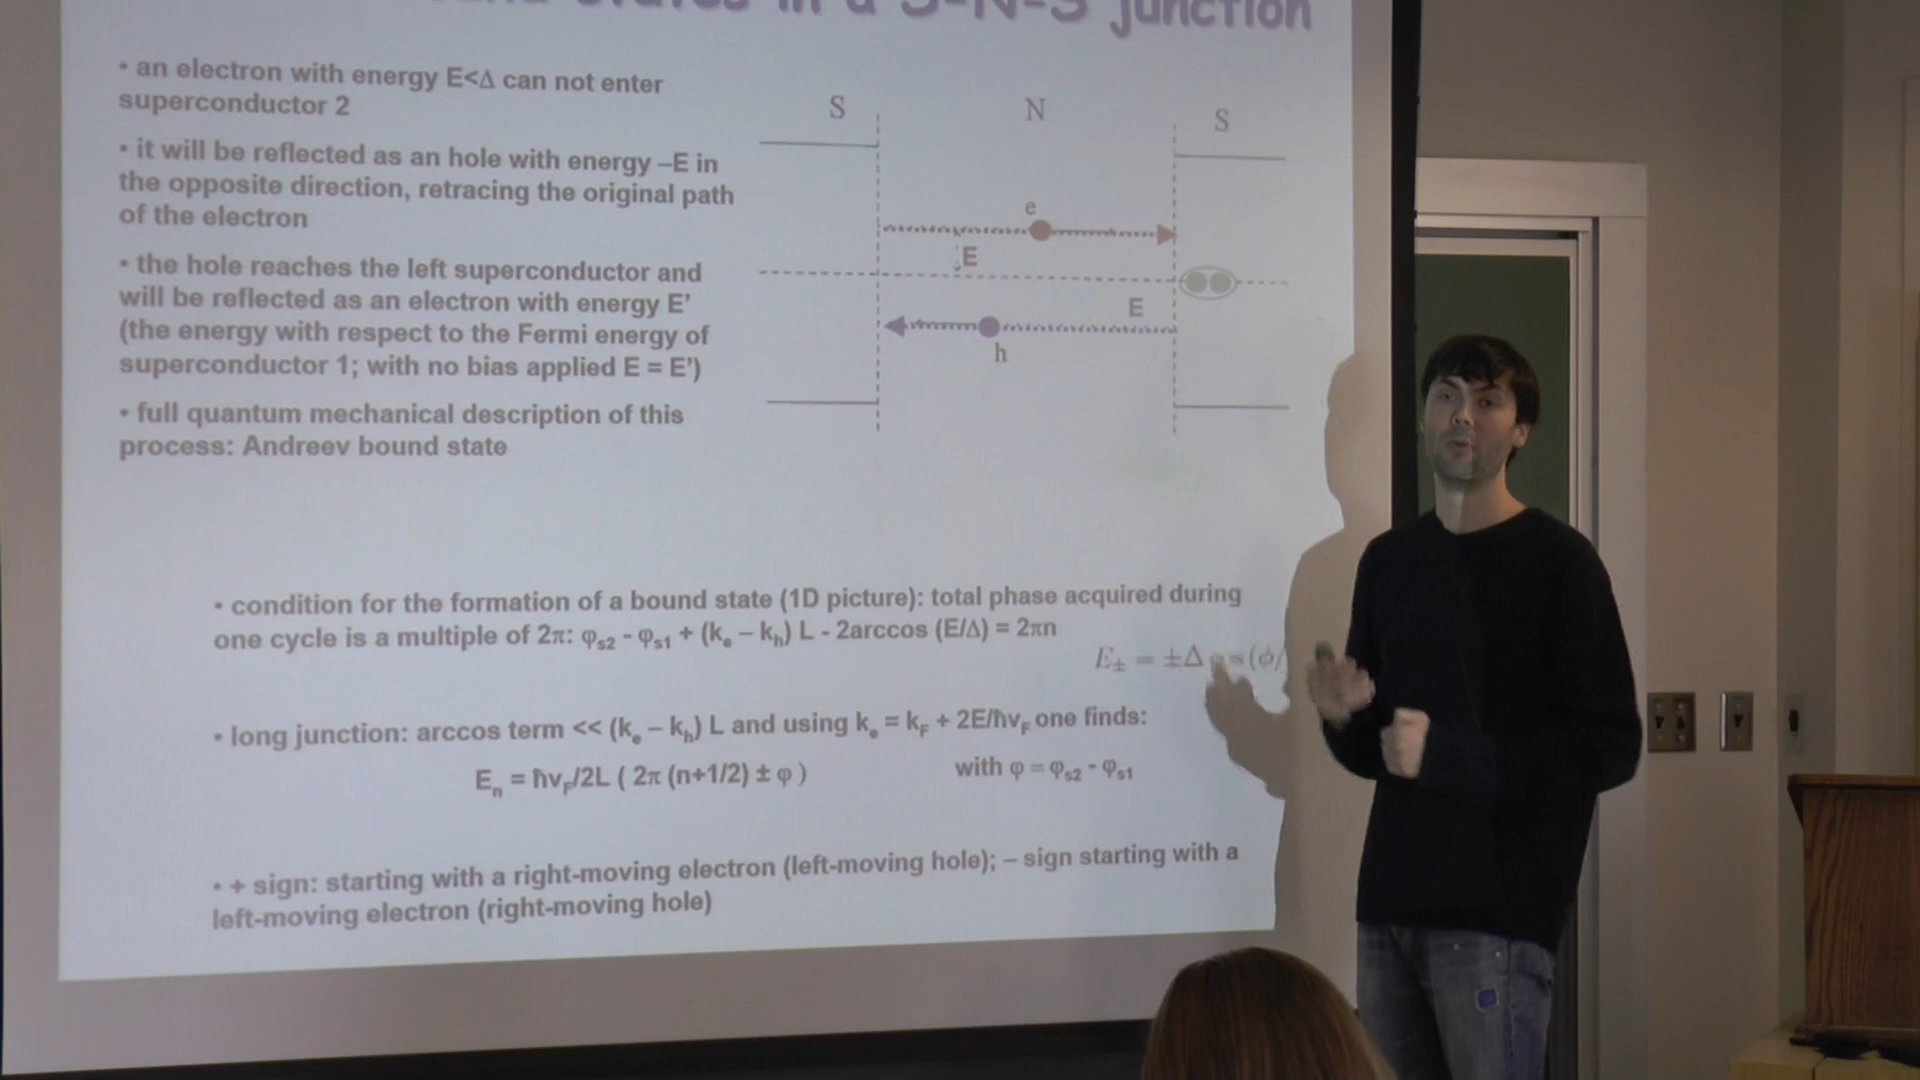 in a S-N-S junction
• an electron with energy E<Δ can not enter
superconductor 2
• it will be reflected as an hole with energy –E in
the opposite direction, retracing the original path
of the electron
• the hole reaches the left superconductor and
will be reflected as an electron with energy E’
(the energy with respect to the Fermi energy of
superconductor 1; with no bias applied E = E’)
• full quantum mechanical description of this
process: Andreev bound state
S
N
S
e
E
E
h
• condition for the formation of a bound state (1D picture): total phase acquired during
one cycle is a multiple of 2π: φs2 - φs1 + (ke – kh) L - 2arccos (E/Δ) = 2πn
E± = ±Δ
(ϕ/
• long junction: arccos term << (ke – kh) L and using ke = kF + 2E/ħvF one finds:
En = ħvF/2L ( 2π (n+1/2) ± φ )
with φ = φs2 - φs1
• + sign: starting with a right-moving electron (left-moving hole); – sign starting with a
left-moving electron (right-moving hole)